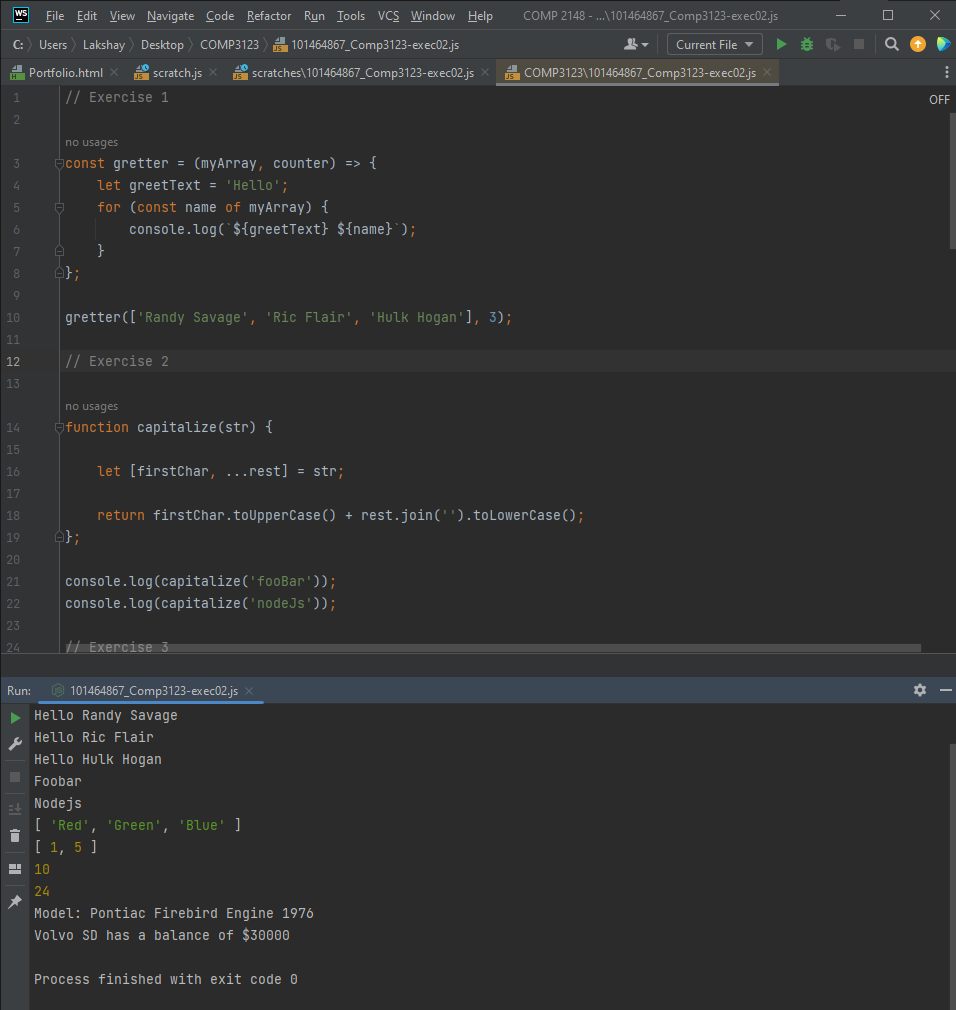 WS File Edit View Navigate Code Refactor Run Tools VCS Window Help COMP 2148 - ...\101464867_Comp3123-exec02.js
C: Users Lakshay Desktop COMP3123 101464867_Comp3123-exec02.js Current File
Portfolio.html scratch.js scratches\101464867_Comp3123-exec02.js COMP3123\101464867_Comp3123-exec02.js
OFF
1 // Exercise 1
2
no usages
3 const gretter = (myArray, counter) => {
4 let greetText = 'Hello';
5 for (const name of myArray) {
6 console.log(`${greetText} ${name}`);
7 }
8 };
9
10 gretter(['Randy Savage', 'Ric Flair', 'Hulk Hogan'], 3);
11
12 // Exercise 2
13
no usages
14 function capitalize(str) {
15
16 let [firstChar, ...rest] = str;
17
18 return firstChar.toUpperCase() + rest.join('').toLowerCase();
19 };
20
21 console.log(capitalize('fooBar'));
22 console.log(capitalize('nodeJs'));
23
24 // Exercise 3
Run: 101464867_Comp3123-exec02.js
Hello Randy Savage
Hello Ric Flair
Hello Hulk Hogan
Foobar
Nodejs
[ 'Red', 'Green', 'Blue' ]
[ 1, 5 ]
10
24
Model: Pontiac Firebird Engine 1976
Volvo SD has a balance of $30000
Process finished with exit code 0